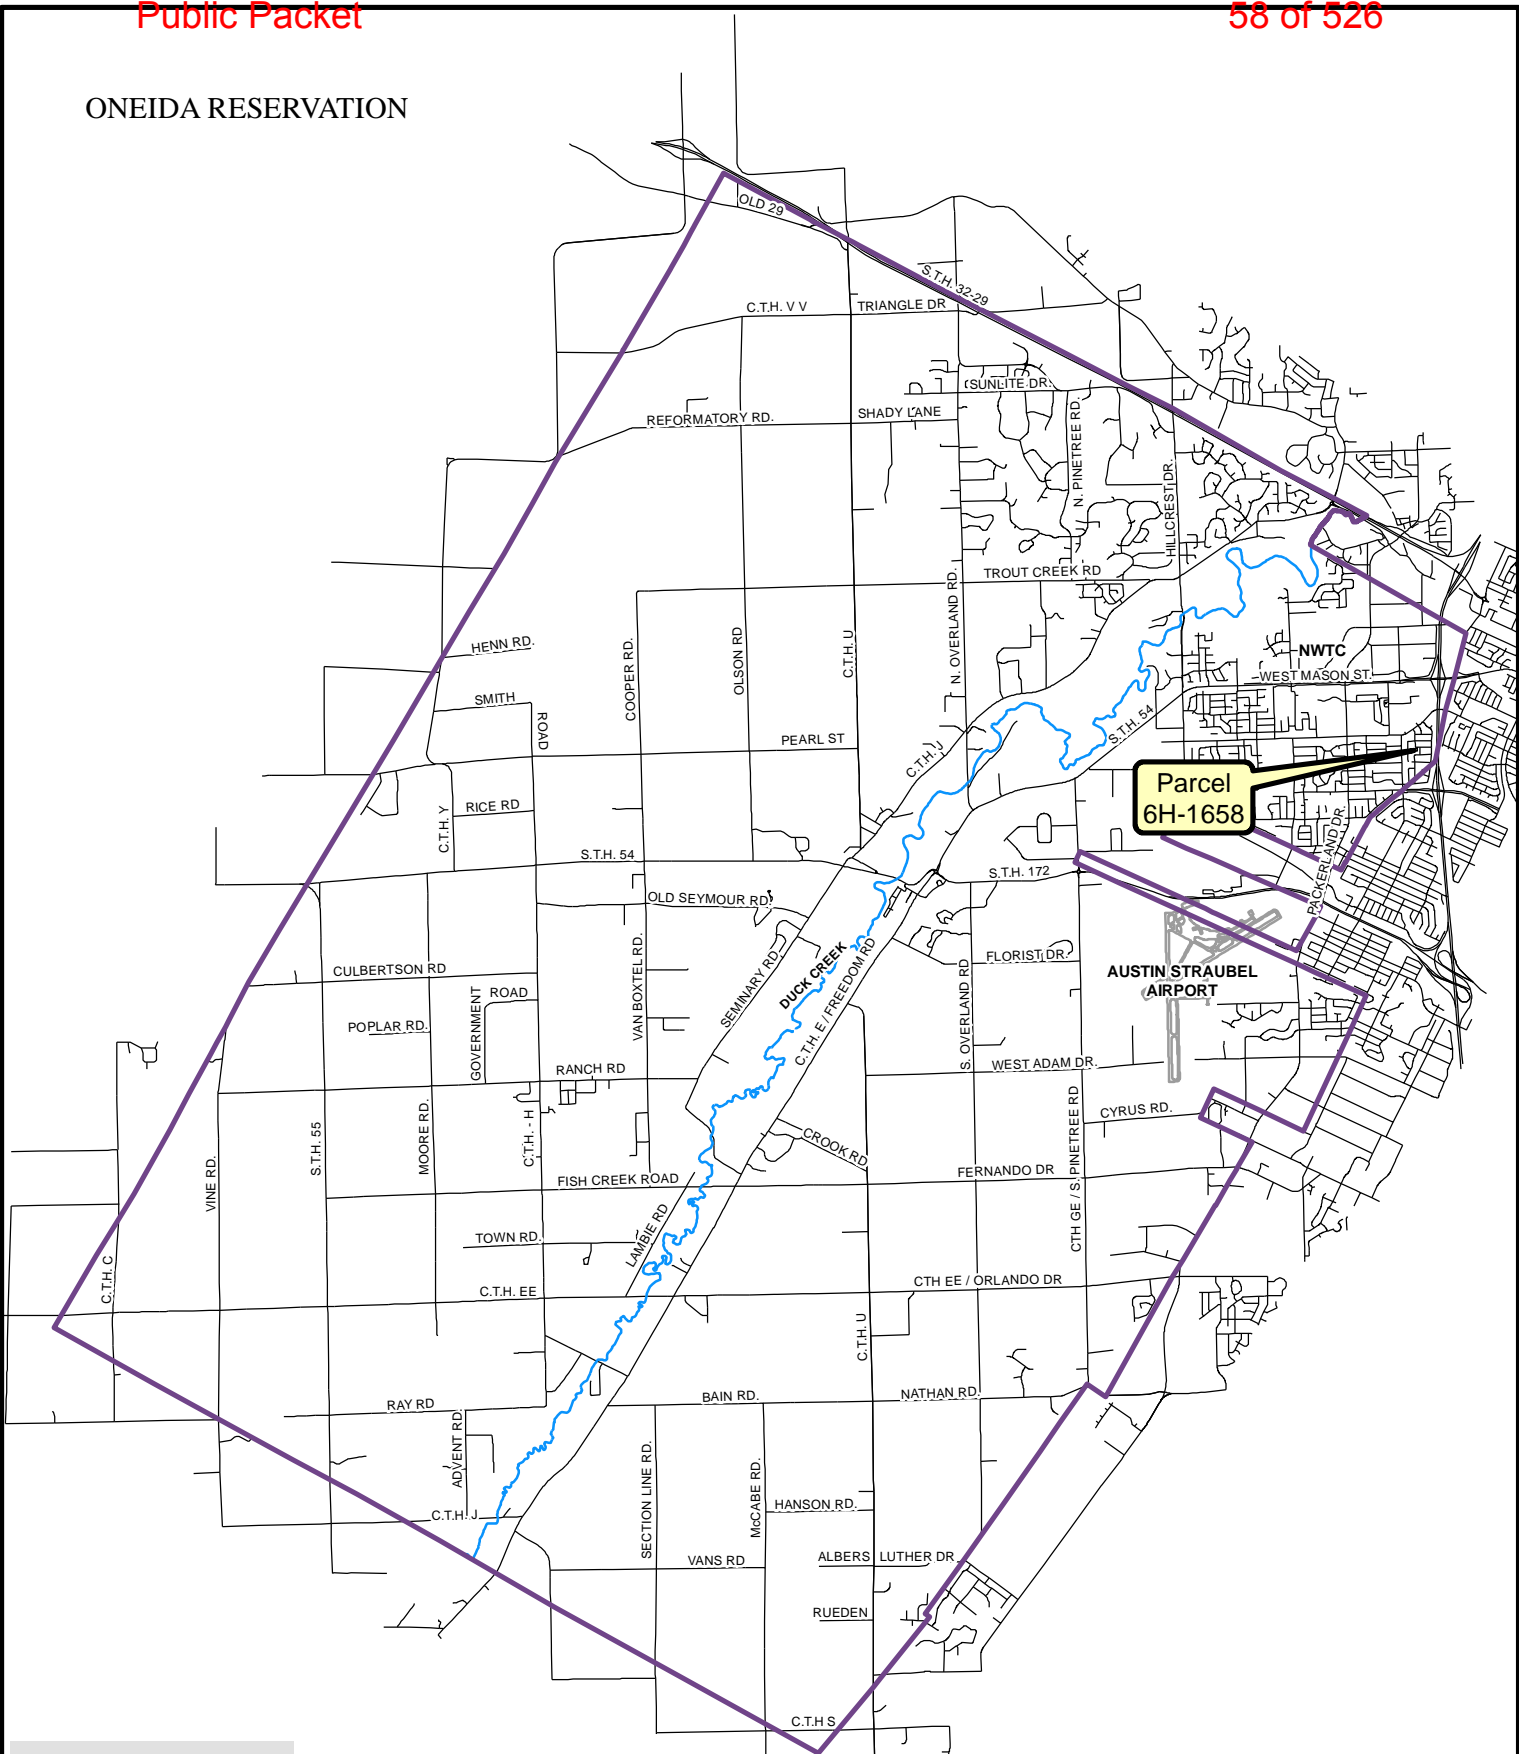 Public Packet
58 of 526
ONEIDA RESERVATION
OLD 29
S.T.H. 32-29
C.T.H. V V
TRIANGLE DR
SUNLITE DR.
REFORMATORY RD.
SHADY LANE
N. PINETREE RD.
HILLCREST DR.
TROUT CREEK RD
N. OVERLAND RD.
HENN RD.
COOPER RD.
OLSON RD
C.T.H. U
NWTC
WEST MASON ST.
SMITH
ROAD
S.T.H. 54
PEARL ST
C.T.H. J
Parcel
6H-1658
RICE RD
C.T.H. Y
PACKERLAND DR.
S.T.H. 54
S.T.H. 172
OLD SEYMOUR RD.
CULBERTSON RD
VAN BOXTEL RD.
SEMINARY RD.
DUCK CREEK
C.T.H. E / FREEDOM RD
FLORIST DR.
S. OVERLAND RD
AUSTIN STRAUBEL
AIRPORT
GOVERNMENT
ROAD
POPLAR RD.
RANCH RD
WEST ADAM DR.
CYRUS RD.
CTH GE / S. PINETREE RD
CROOK RD
C.T.H. - H
MOORE RD.
S.T.H. 55
VINE RD.
FISH CREEK ROAD
FERNANDO DR
LAMBIE RD
TOWN RD.
C.T.H. C
C.T.H. EE
CTH EE / ORLANDO DR
C.T.H. U
RAY RD
BAIN RD.
NATHAN RD.
ADVENT RD.
SECTION LINE RD.
McCABE RD.
HANSON RD.
C.T.H. J
VANS RD
ALBERS
LUTHER DR
RUEDEN
C.T.H S